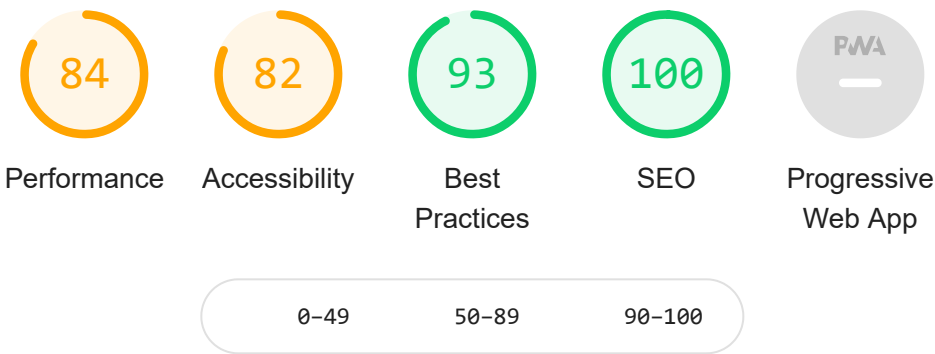 84 82 93 100 PWA
Performance Accessibility Best Practices SEO Progressive Web App
0–49 50–89 90–100